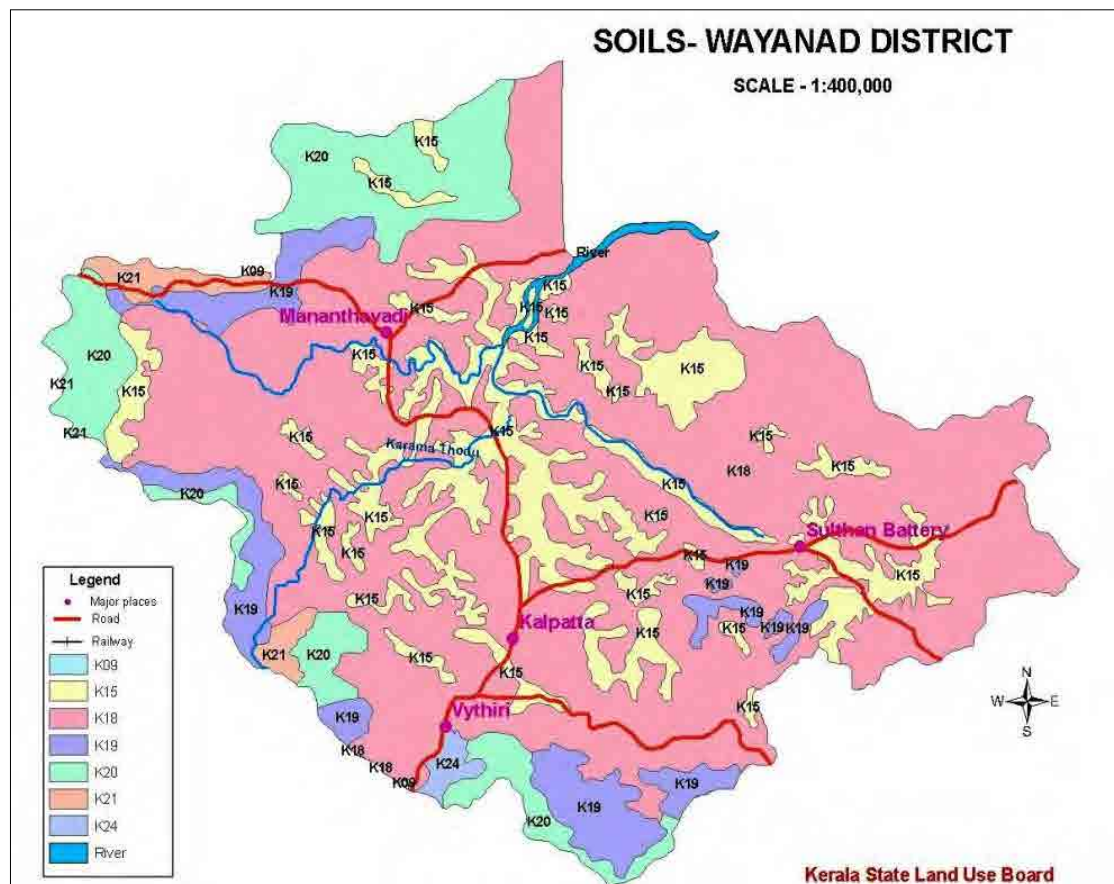 SOILS- WAYANAD DISTRICT
SCALE - 1:400,000
K15
K20
K15
River
K21
K09
K19
K15
K15
K15
K15
Mananthavadi
K15
K15
K20
K15
K15
K21
K15
K15
K21
K15
K15
K15
Karama Thodu
K18
K15
K20
K15
K15
K15
K15
K15
K15
Sulthan Battery
K15
K15
K19
K15
K19
K19
K15
K15
K19
K15
K19
K19
Kalpatta
K15
K21
K20
K15
K15
K15
K19
Vythiri
K18
K18
K24
K09
K19
K19
K20
N
W
E
S
Legend
Major places
Road
Railway
K09
K15
K18
K19
K20
K21
K24
River
Kerala State Land Use Board